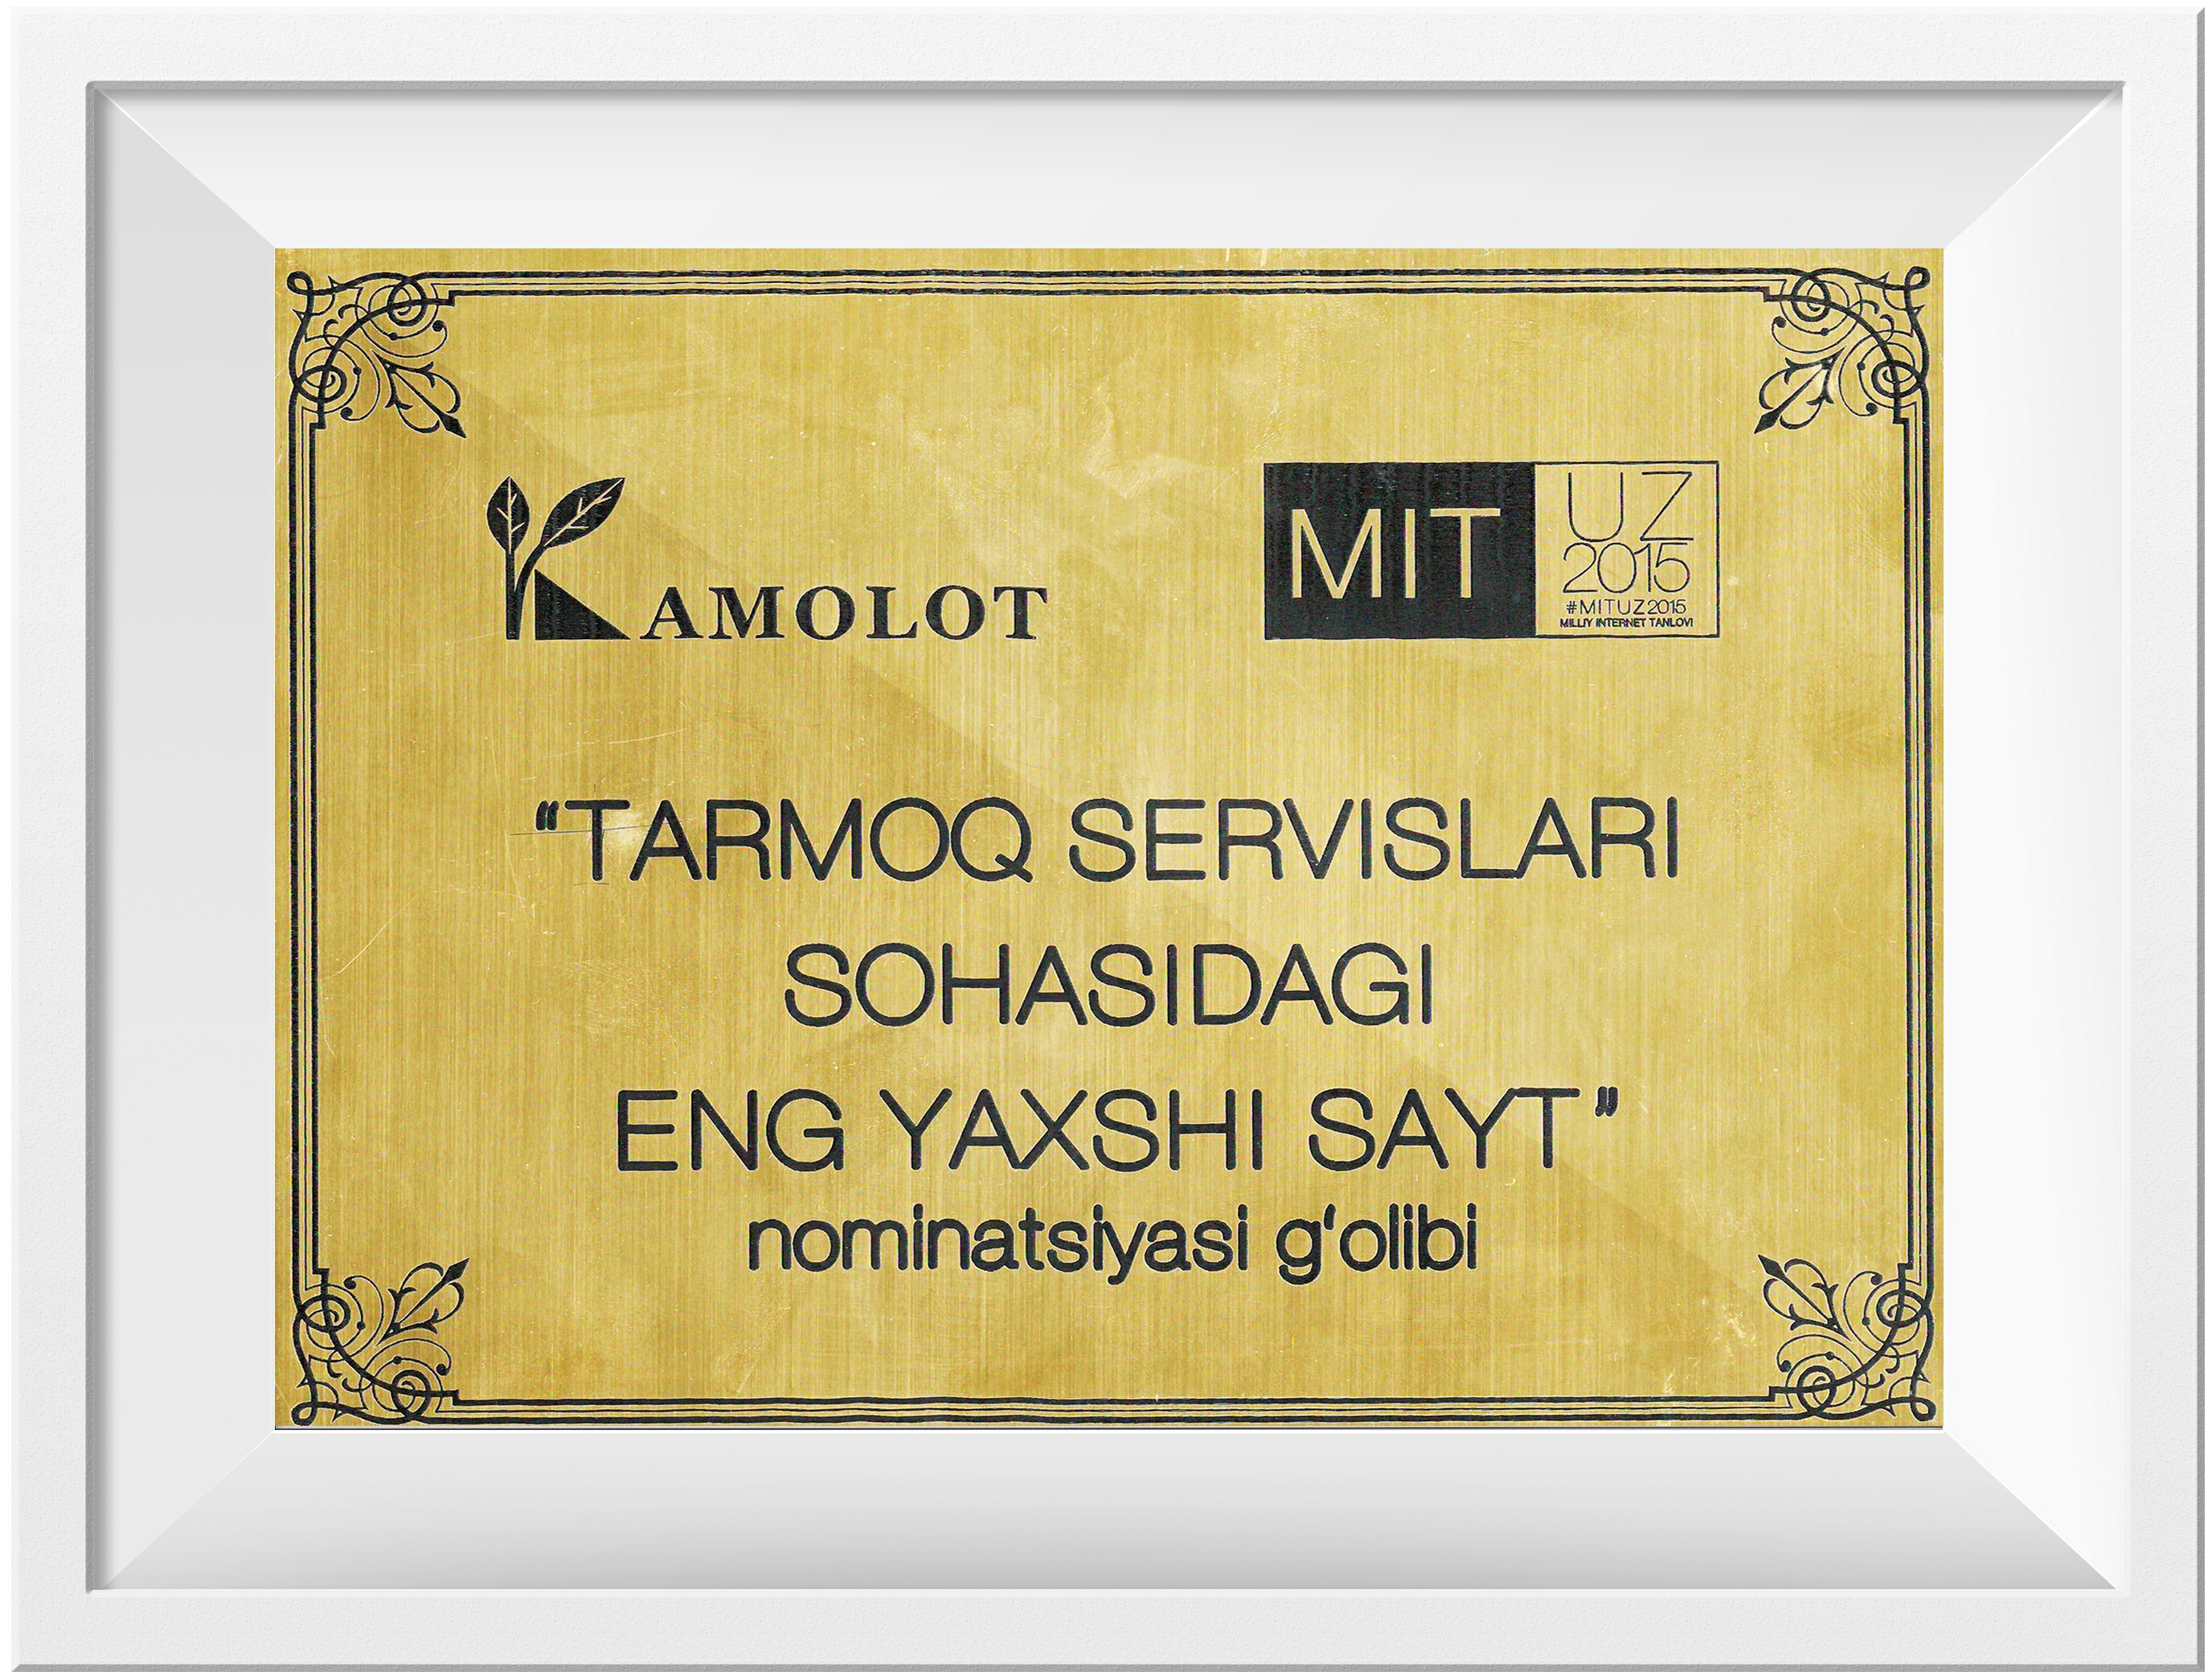 KAMOLOT
MIT
UZ
2015
#MITUZ2015
MILLIY INTERNET TANLOVI
“TARMOQ SERVISLARI
SOHASIDAGI
ENG YAXSHI SAYT”
nominatsiyasi g‘olibi